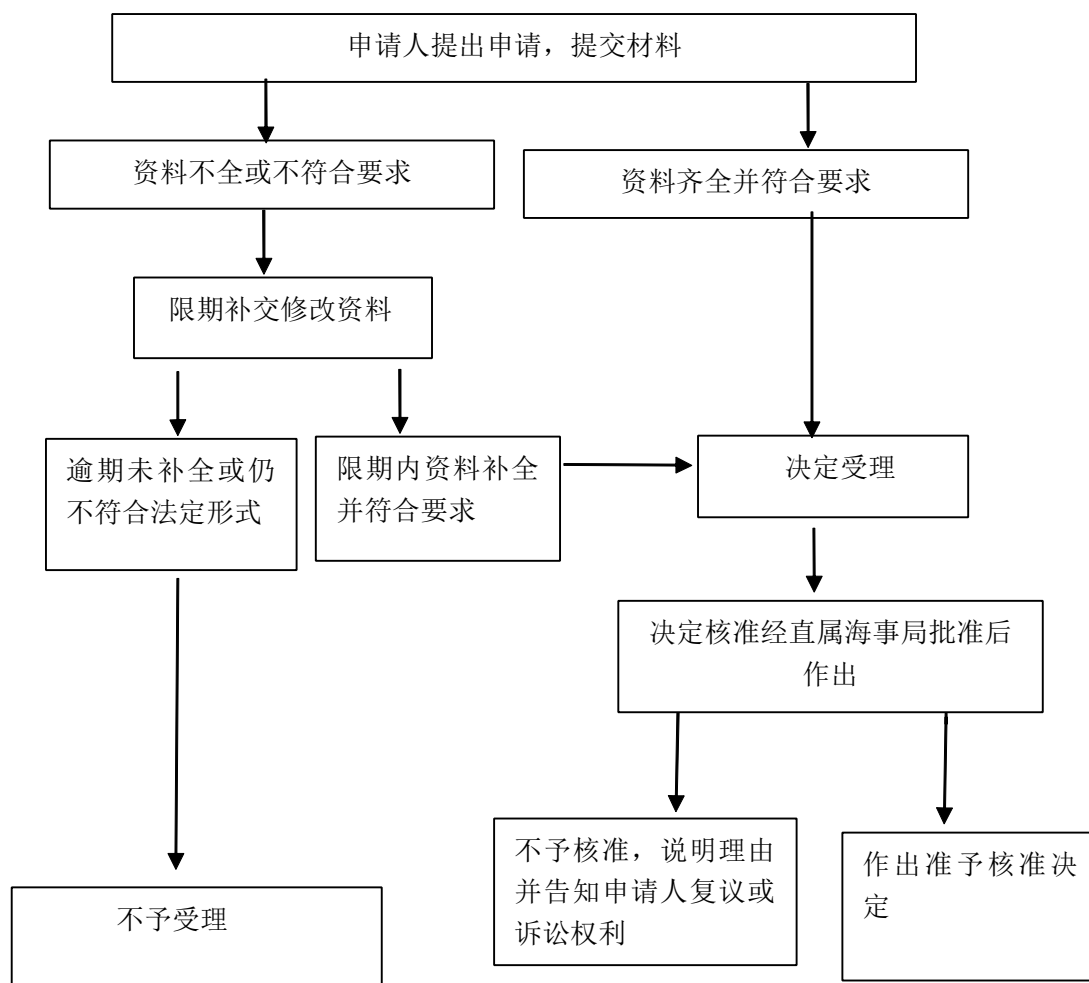 申请人提出申请，提交材料
资料不全或不符合要求
资料齐全并符合要求
限期补交修改资料
逾期未补全或仍
不符合法定形式
限期内资料补全
并符合要求
决定受理
决定核准经直属海事局批准后
作出
不予核准，说明理由
并告知申请人复议或
诉讼权利
作出准予核准决
定
不予受理